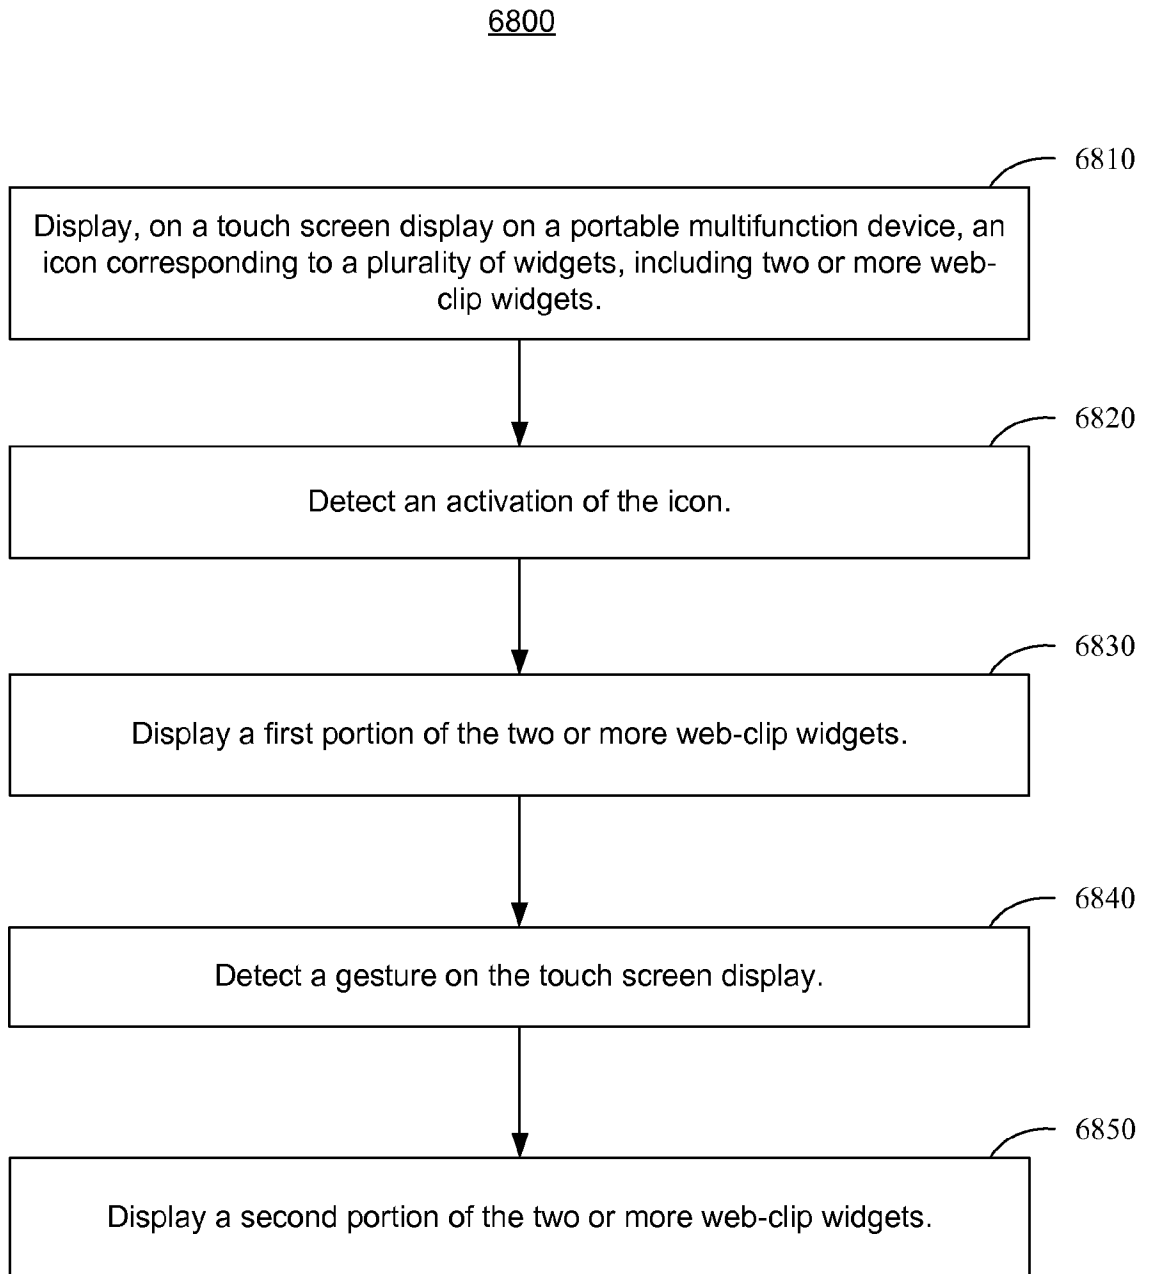 6800
6810
Display, on a touch screen display on a portable multifunction device, an
icon corresponding to a plurality of widgets, including two or more web-
clip widgets.
6820
Detect an activation of the icon.
6830
Display a first portion of the two or more web-clip widgets.
6840
Detect a gesture on the touch screen display.
6850
Display a second portion of the two or more web-clip widgets.